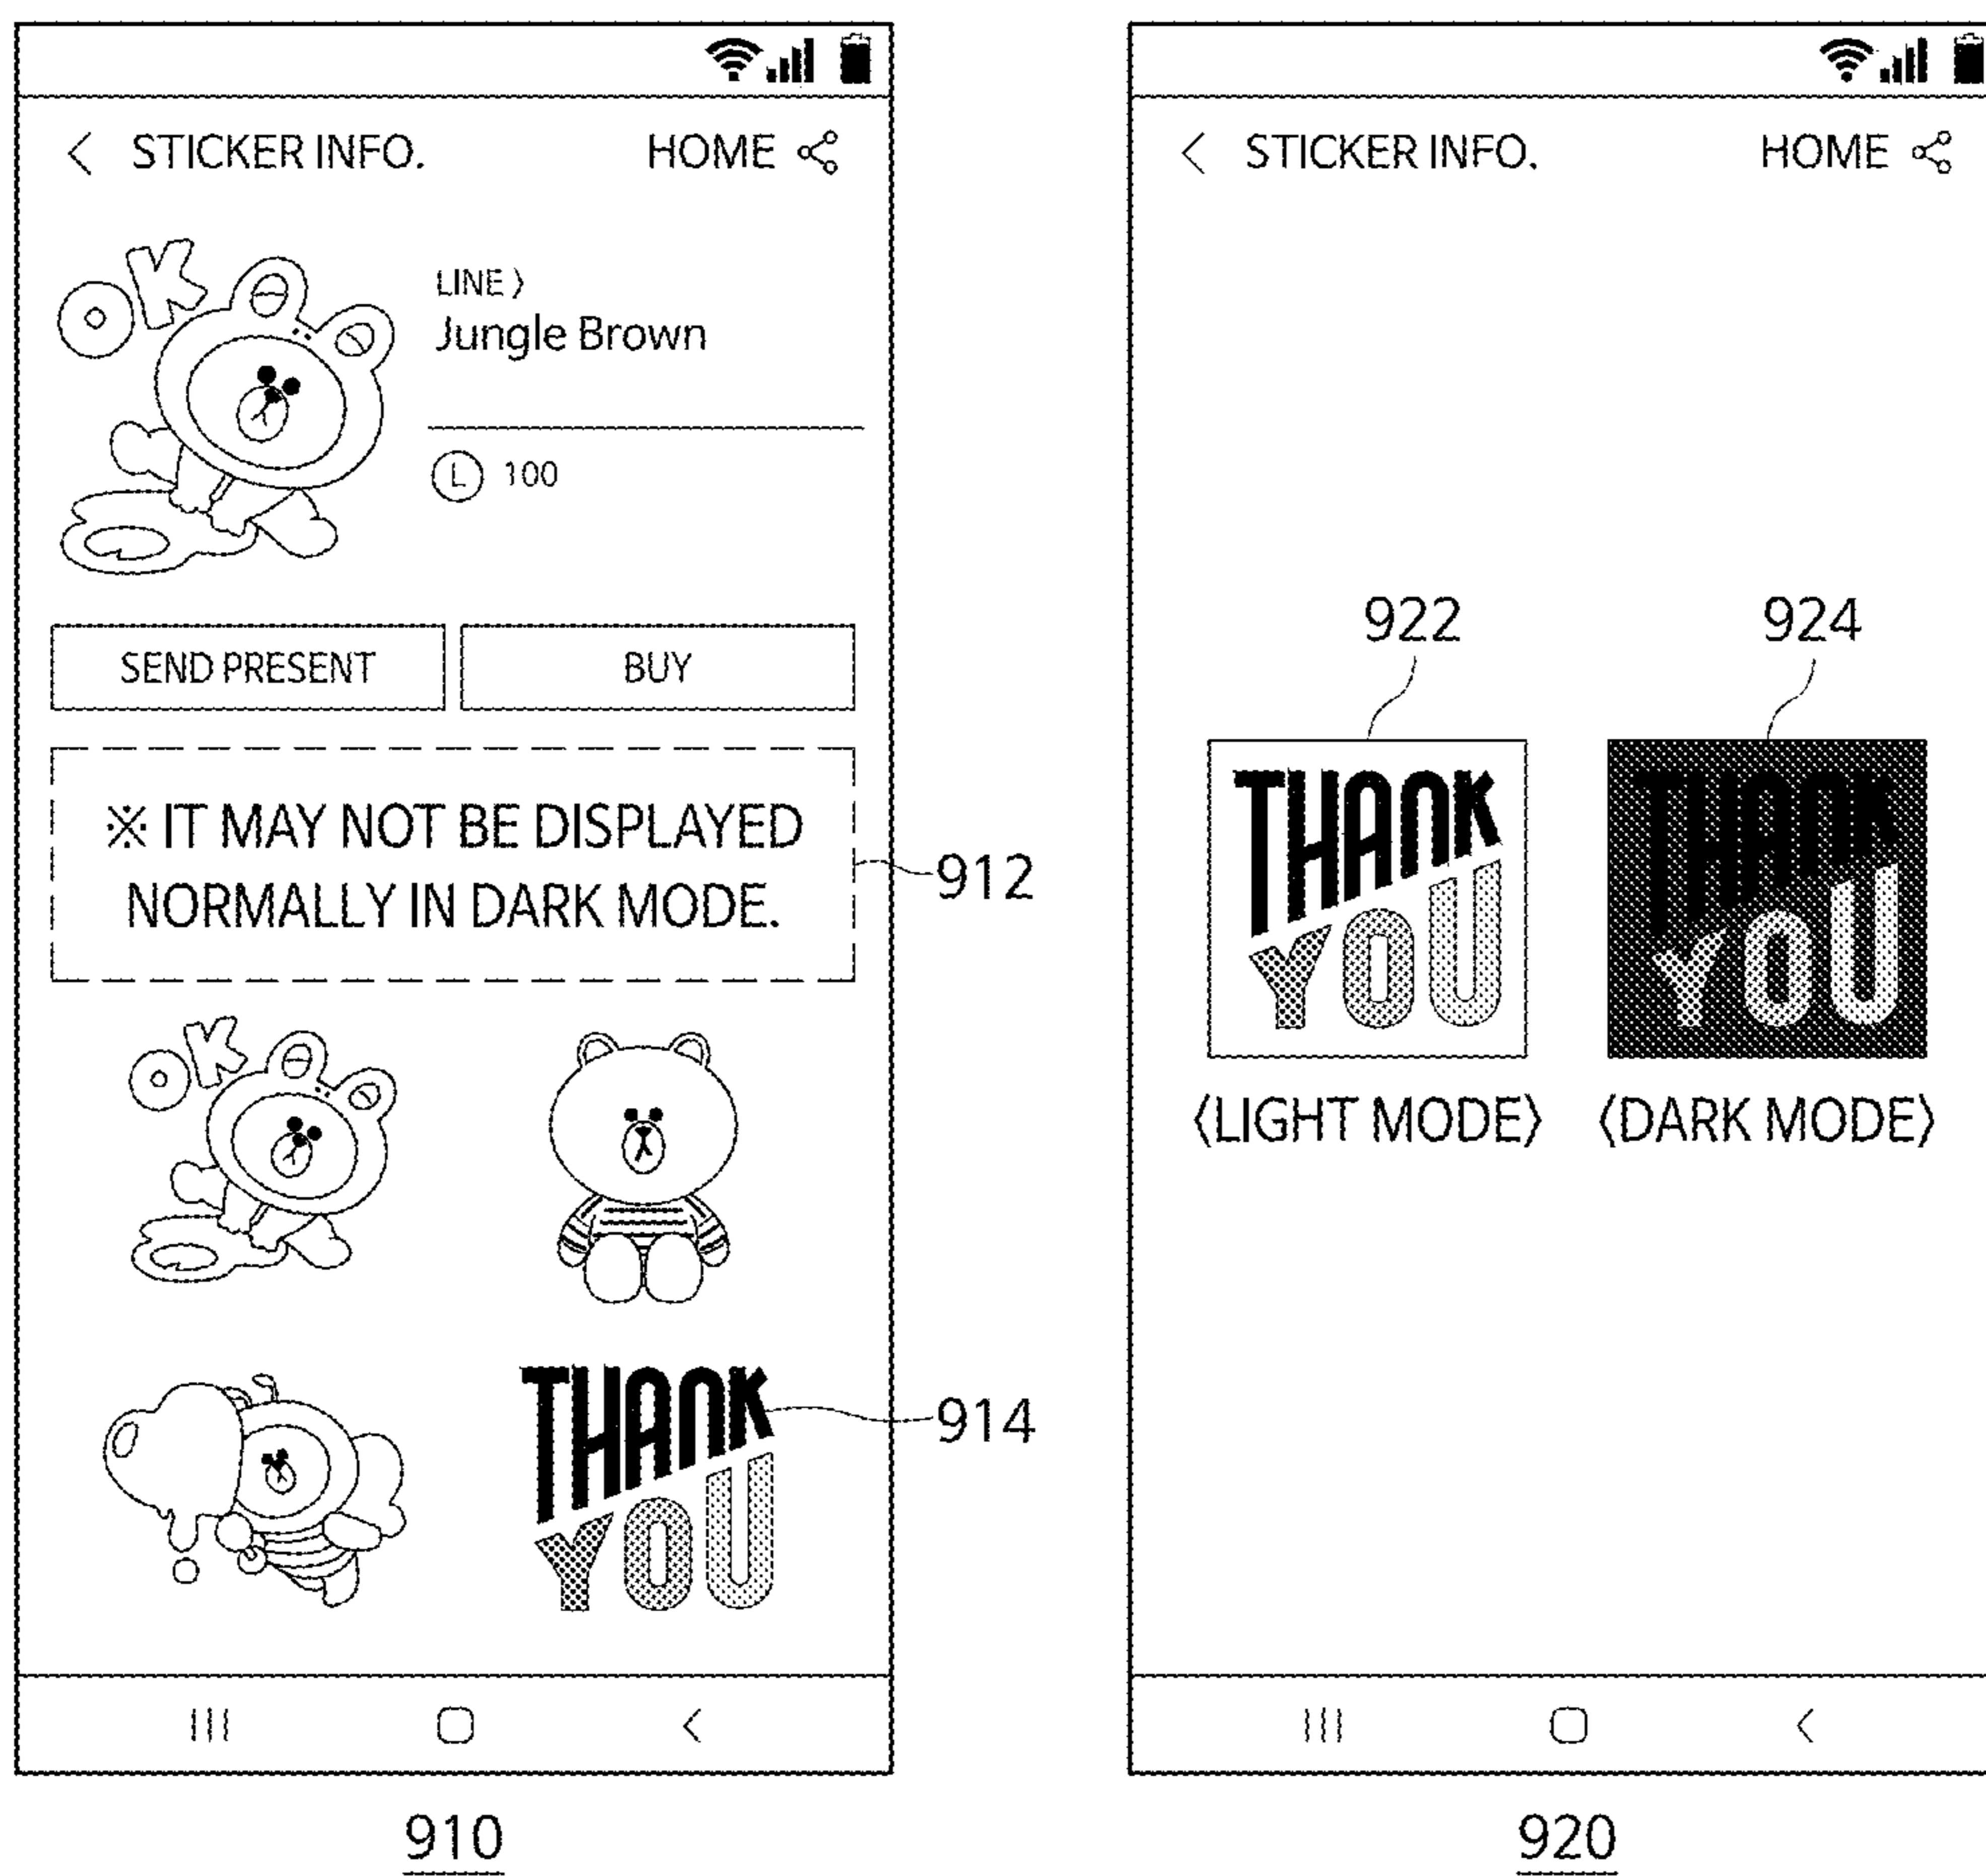 < STICKER INFO. HOME
OK
LINE >
Jungle Brown
L 100
SEND PRESENT BUY
※ IT MAY NOT BE DISPLAYED
NORMALLY IN DARK MODE.
912
OK
THANK
YOU
914
910
< STICKER INFO. HOME
922 924
THANK
YOU
THANK
YOU
<LIGHT MODE> <DARK MODE>
920